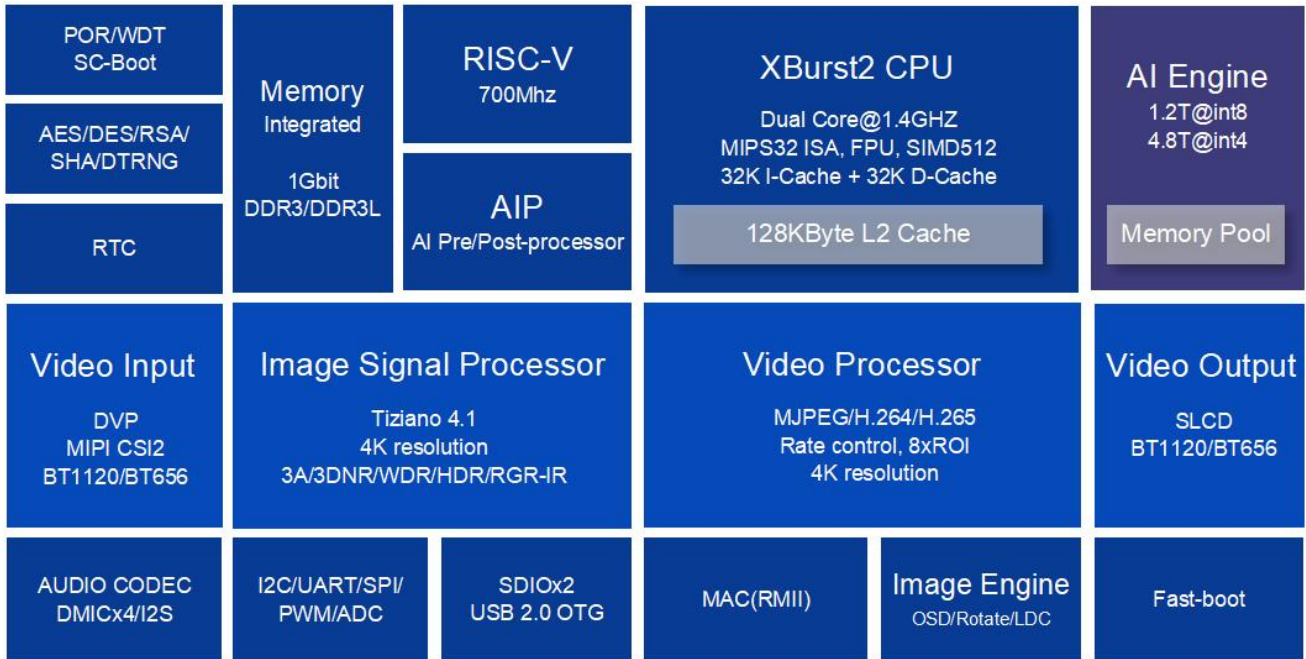 POR/WDT
SC-Boot
AES/DES/RSA/
SHA/DTRNG
RTC
Memory
Integrated
1Gbit
DDR3/DDR3L
RISC-V
700Mhz
AIP
AI Pre/Post-processor
XBurst2 CPU
Dual Core@1.4GHZ
MIPS32 ISA, FPU, SIMD512
32K I-Cache + 32K D-Cache
128KByte L2 Cache
AI Engine
1.2T@int8
4.8T@int4
Memory Pool
Video Input
DVP
MIPI CSI2
BT1120/BT656
Image Signal Processor
Tiziano 4.1
4K resolution
3A/3DNR/WDR/HDR/RGR-IR
Video Processor
MJPEG/H.264/H.265
Rate control, 8xROI
4K resolution
Video Output
SLCD
BT1120/BT656
AUDIO CODEC
DMICx4/I2S
I2C/UART/SPI/
PWM/ADC
SDIOx2
USB 2.0 OTG
MAC(RMII)
Image Engine
OSD/Rotate/LDC
Fast-boot